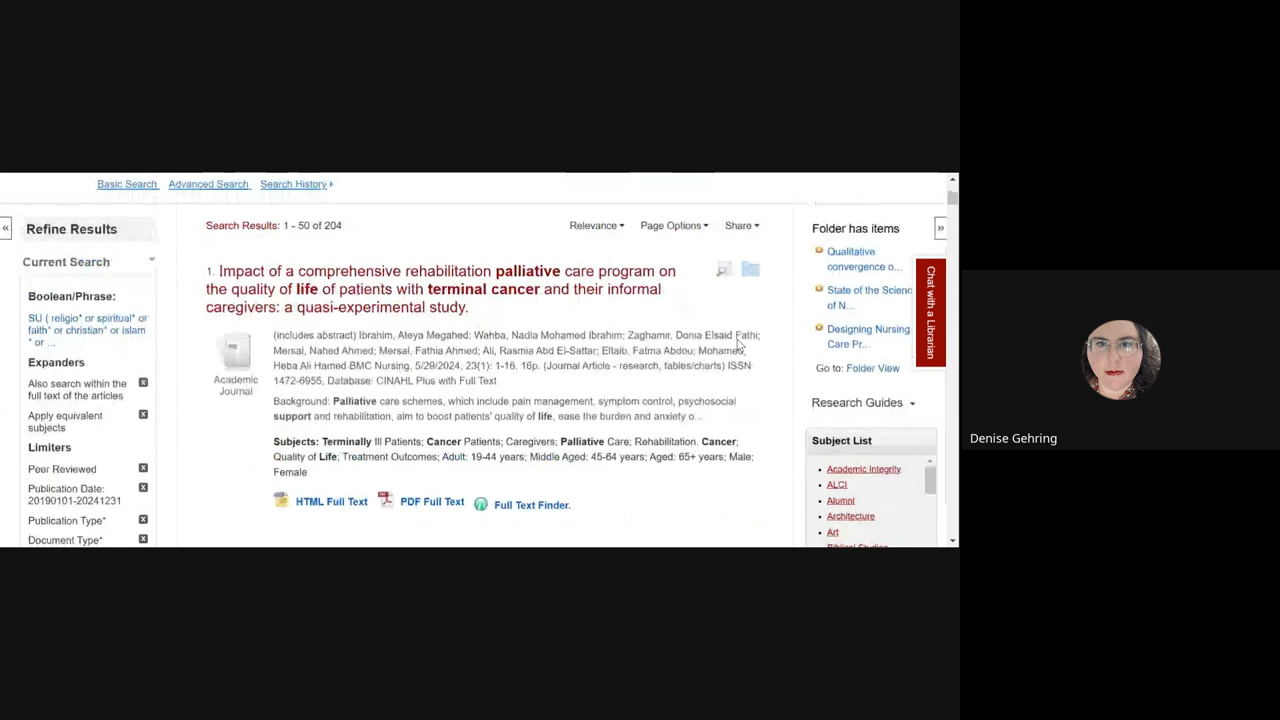 Basic Search Advanced Search Search History
«
Refine Results
Current Search
Boolean/Phrase:
SU ( religio* or spiritual* or
faith* or christian* or islam
* or ...
Expanders
Also search within the
full text of the articles
Apply equivalent
subjects
Limiters
Peer Reviewed
Publication Date:
20190101-20241231
Publication Type*
Document Type*
Search Results: 1 - 50 of 204
Relevance Page Options Share
1. Impact of a comprehensive rehabilitation palliative care program on
the quality of life of patients with terminal cancer and their informal
caregivers: a quasi-experimental study.
Academic
Journal
(includes abstract) Ibrahim, Ateya Megahed; Wahba, Nadia Mohamed Ibrahim; Zaghamir, Donia Elsaid Fathi;
Mersal, Nahed Ahmed; Mersal, Fathia Ahmed; Ali, Rasmia Abd El-Sattar; Eltaib, Fatma Abdou; Mohamed,
Heba Ali Hamed BMC Nursing, 5/29/2024; 23(1): 1-16. 16p. (Journal Article - research, tables/charts) ISSN
1472-6955, Database: CINAHL Plus with Full Text
Background: Palliative care schemes, which include pain management, symptom control, psychosocial
support and rehabilitation, aim to boost patients' quality of life, ease the burden and anxiety o...
Subjects: Terminally Ill Patients; Cancer Patients; Caregivers; Palliative Care; Rehabilitation, Cancer;
Quality of Life; Treatment Outcomes; Adult: 19-44 years; Middle Aged: 45-64 years; Aged: 65+ years; Male;
Female
HTML Full Text PDF Full Text Full Text Finder.
Folder has items
»
Qualitative
convergence o...
State of the Science
of N...
Designing Nursing
Care Pr...
Go to: Folder View
Research Guides
Subject List
Academic Integrity
ALCI
Alumni
Architecture
Art
Biblical Studies
Chat with a Librarian
Denise Gehring